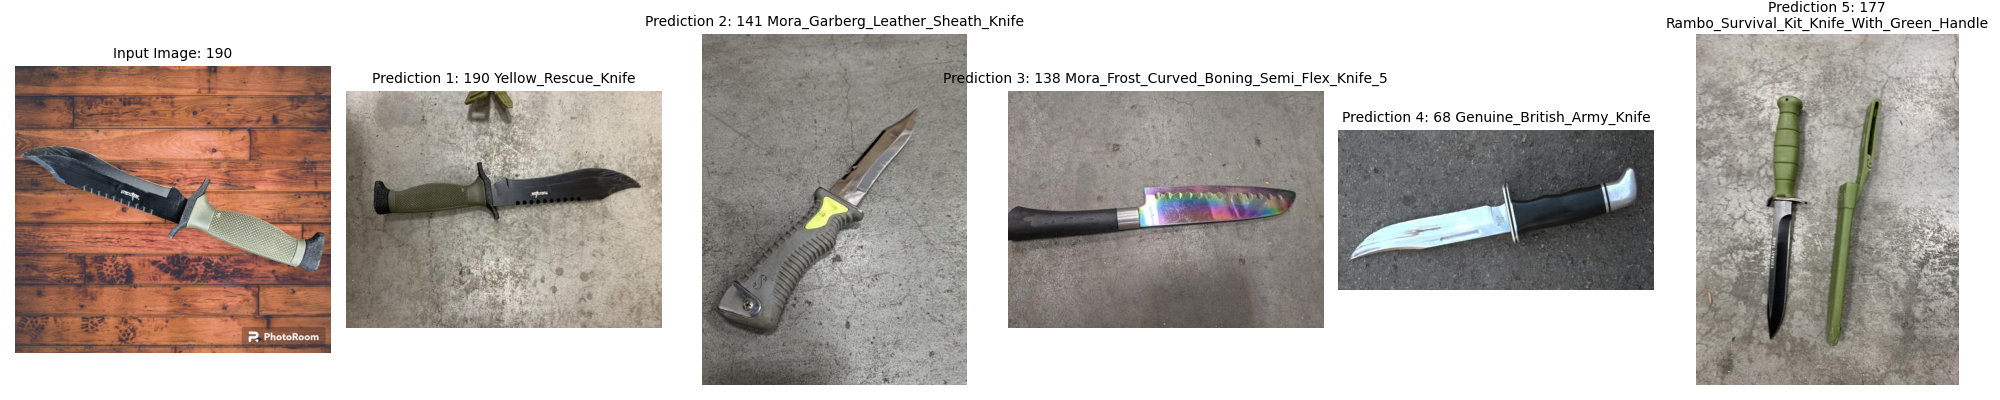 Input Image: 190
PhotoRoom
Prediction 1: 190 Yellow_Rescue_Knife
Prediction 2: 141 Mora_Garberg_Leather_Sheath_Knife
Prediction 3: 138 Mora_Frost_Curved_Boning_Semi_Flex_Knife_5
Prediction 4: 68 Genuine_British_Army_Knife
Prediction 5: 177
Rambo_Survival_Kit_Knife_With_Green_Handle